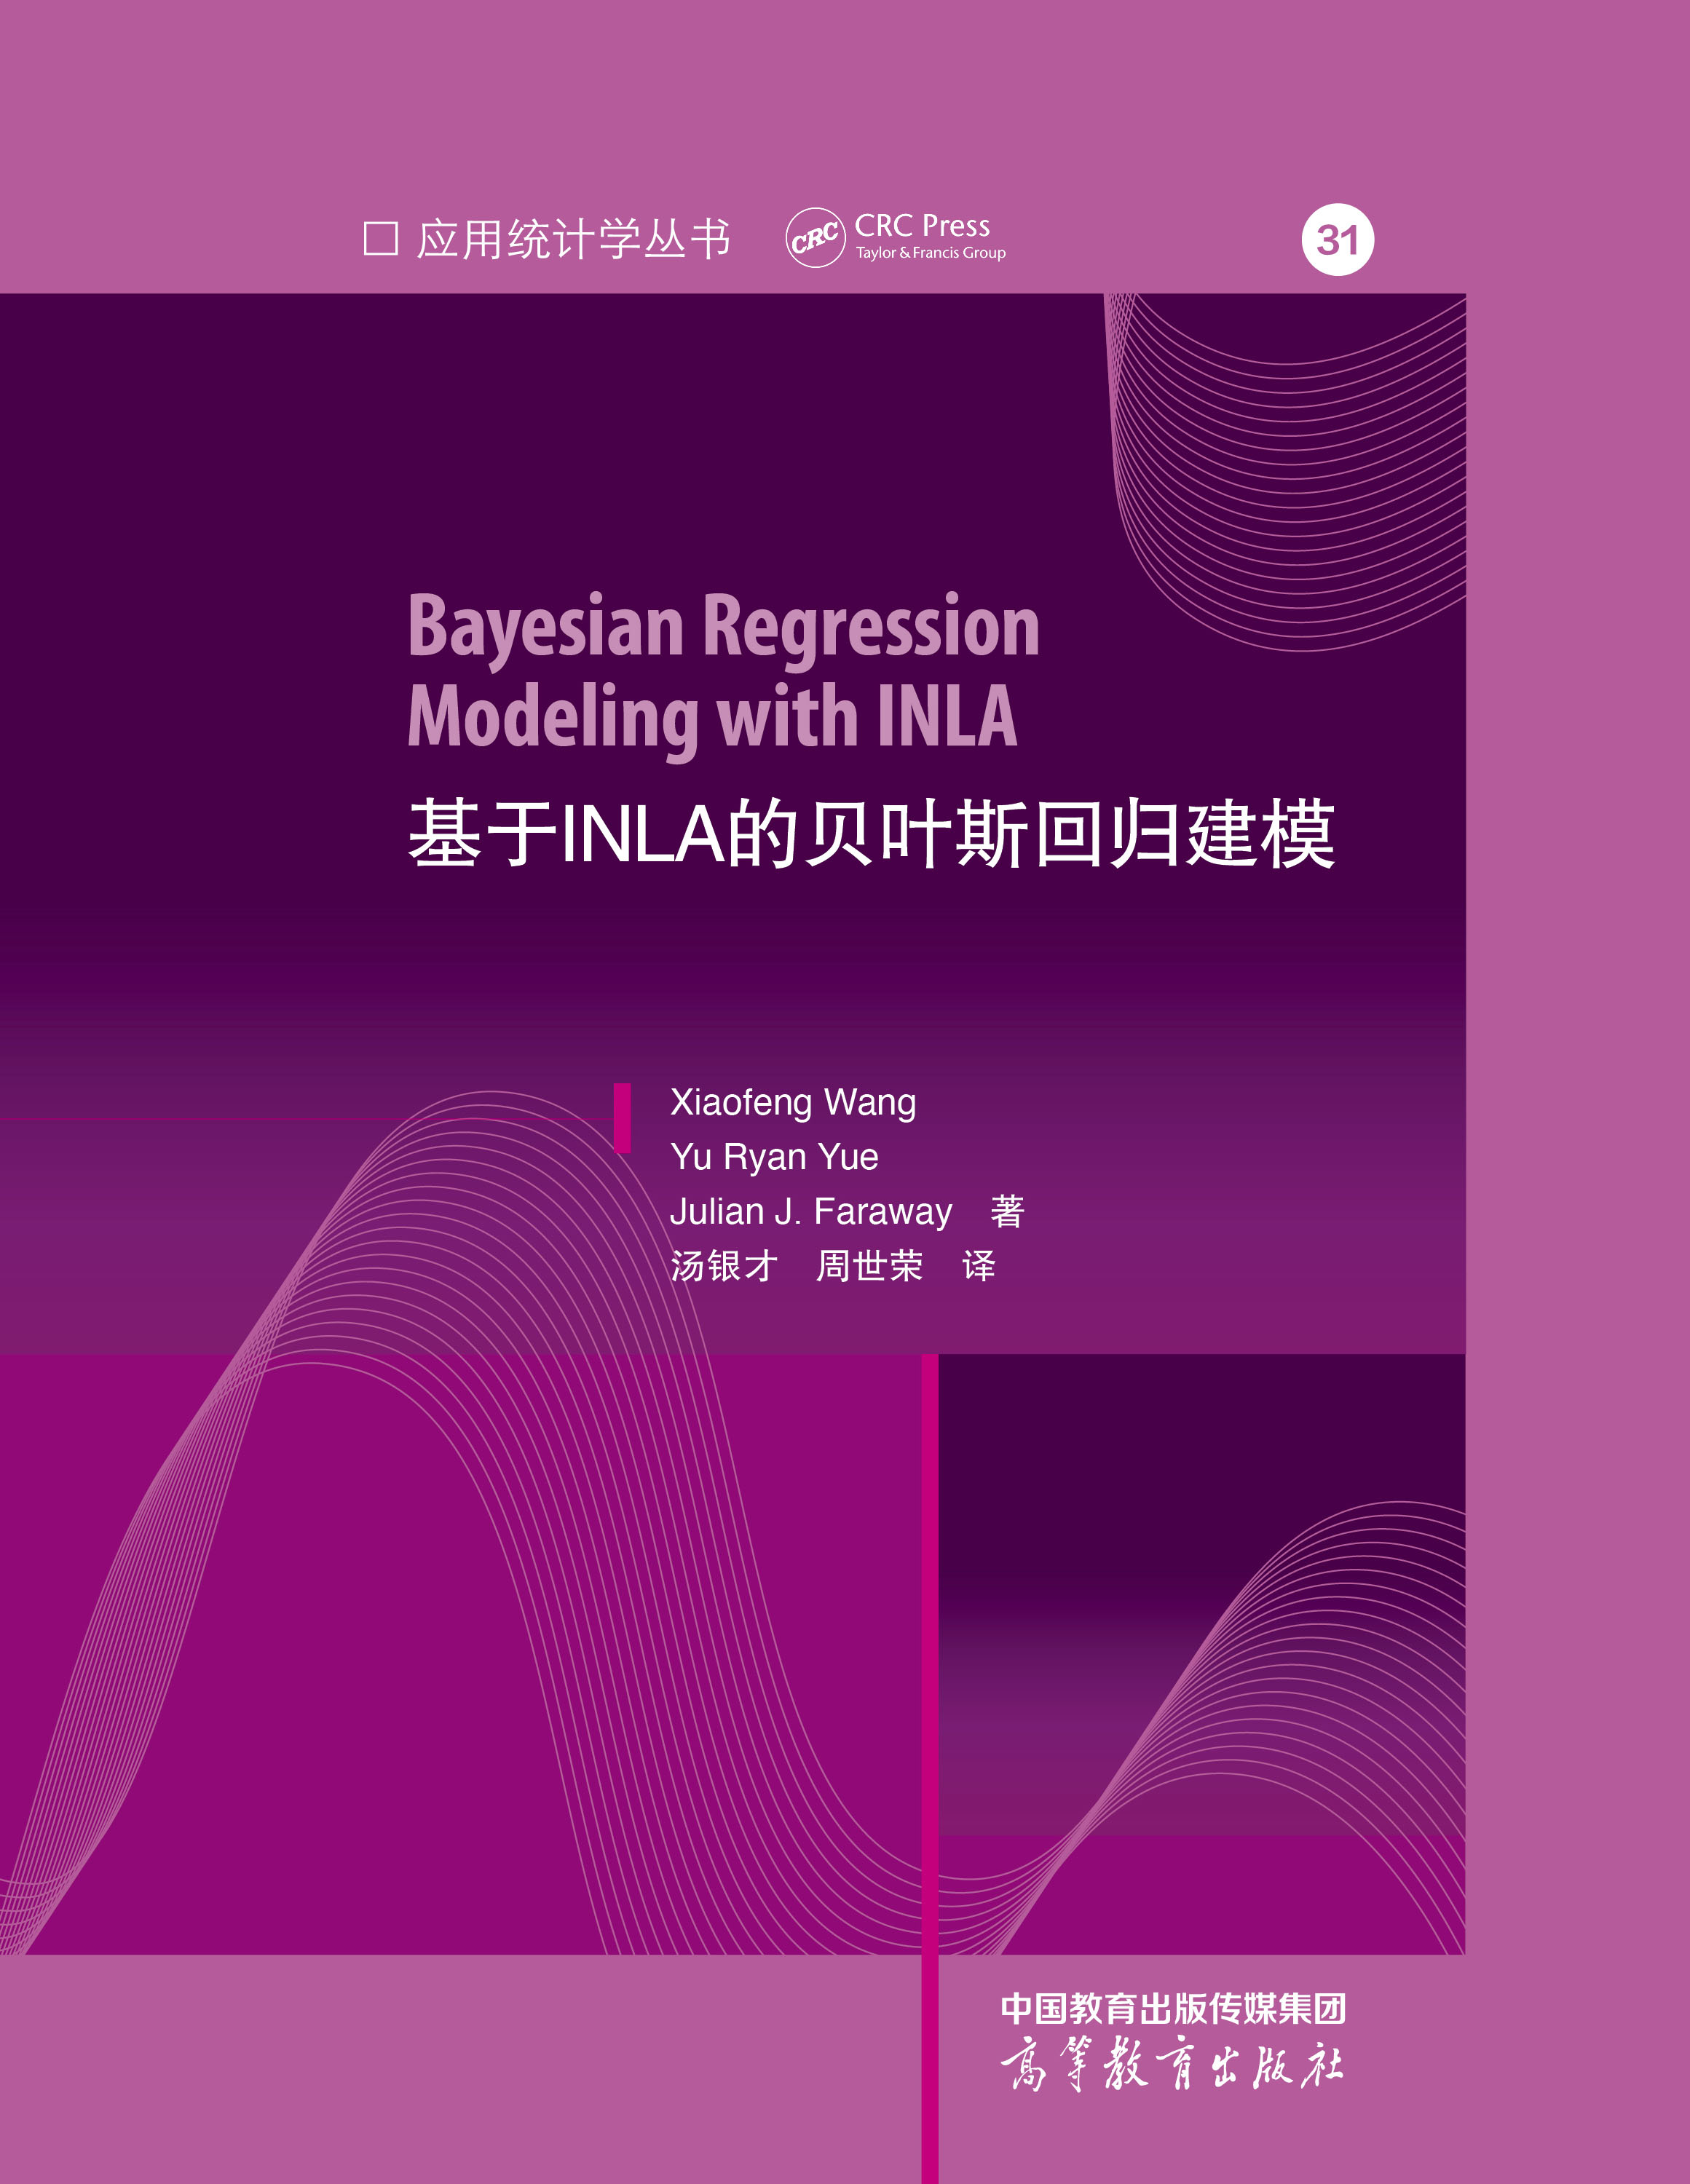 应用统计学丛书
CRC
CRC Press
Taylor & Francis Group
31
Bayesian Regression
Modeling with INLA
基于INLA的贝叶斯回归建模
Xiaofeng Wang
Yu Ryan Yue
Julian J. Faraway 著
汤银才 周世荣 译
中国教育出版传媒集团
高等教育出版社